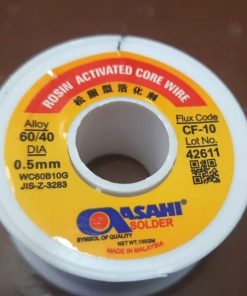 ROSIN ACTIVATED CORE WIRE
松脂型活化剂
Alloy
60/40
DIA
0.5mm
WC60B10G
JIS-Z-3283
Flux Code
CF-10
Lot No.
42611
ASAHI
SOLDER
SYMBOL OF QUALITY
NET WT. 100GM
MADE IN MALAYSIA